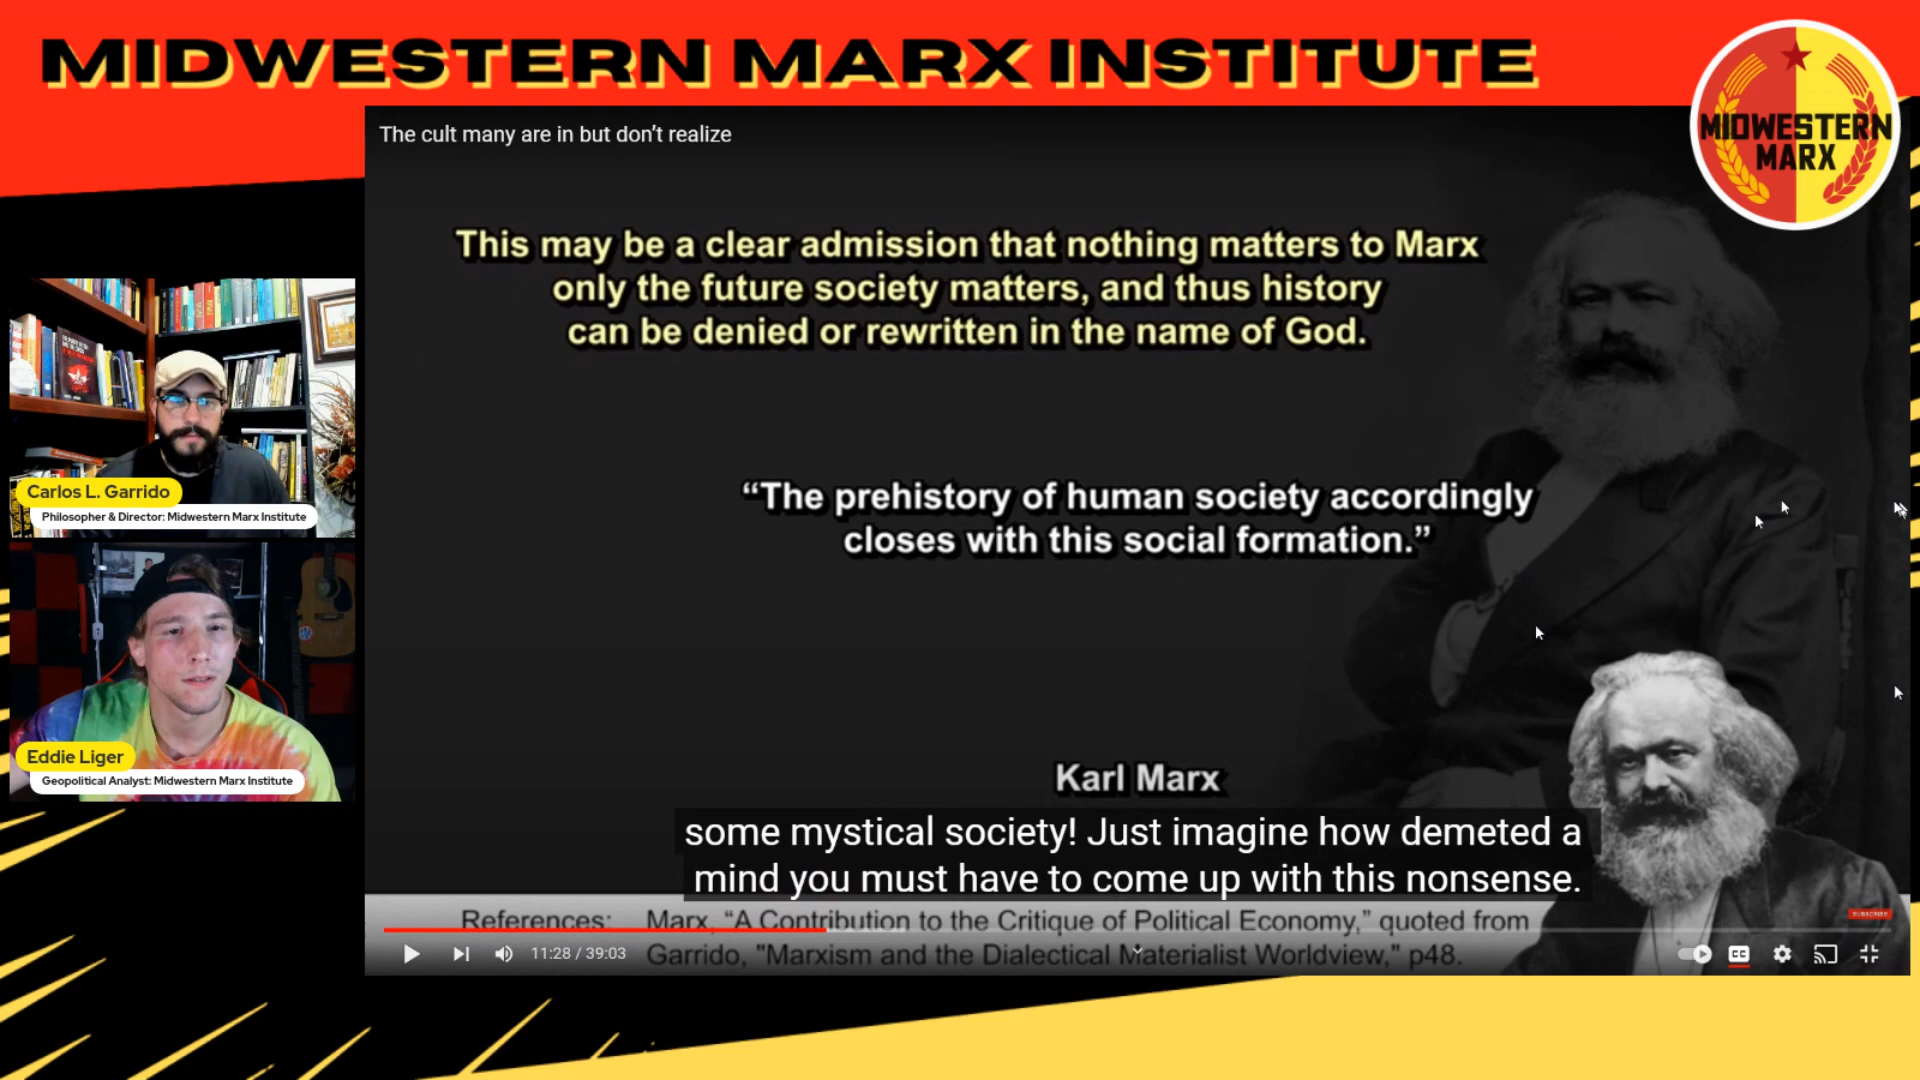 MIDWESTERN MARX INSTITUTE
MIDWESTERN
MARX
The cult many are in but don’t realize
This may be a clear admission that nothing matters to Marx
only the future society matters, and thus history
can be denied or rewritten in the name of God.
“The prehistory of human society accordingly
closes with this social formation.”
Karl Marx
some mystical society! Just imagine how demeted a
mind you must have to come up with this nonsense.
References: Marx, “A Contribution to the Critique of Political Economy,” quoted from
Garrido, "Marxism and the Dialectical Materialist Worldview," p48.
11:28 / 39:03
CC
SUBSCRIBE
Carlos L. Garrido
Philosopher & Director: Midwestern Marx Institute
Eddie Liger
Geopolitical Analyst: Midwestern Marx Institute